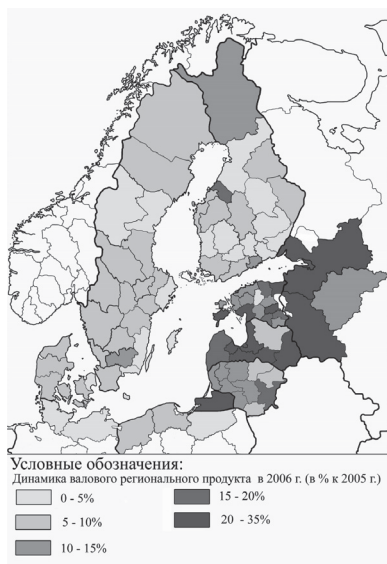 Условные обозначения:
Динамика валового регионального продукта в 2006 г. (в % к 2005 г.)
0 - 5%
5 - 10%
10 - 15%
15 - 20%
20 - 35%